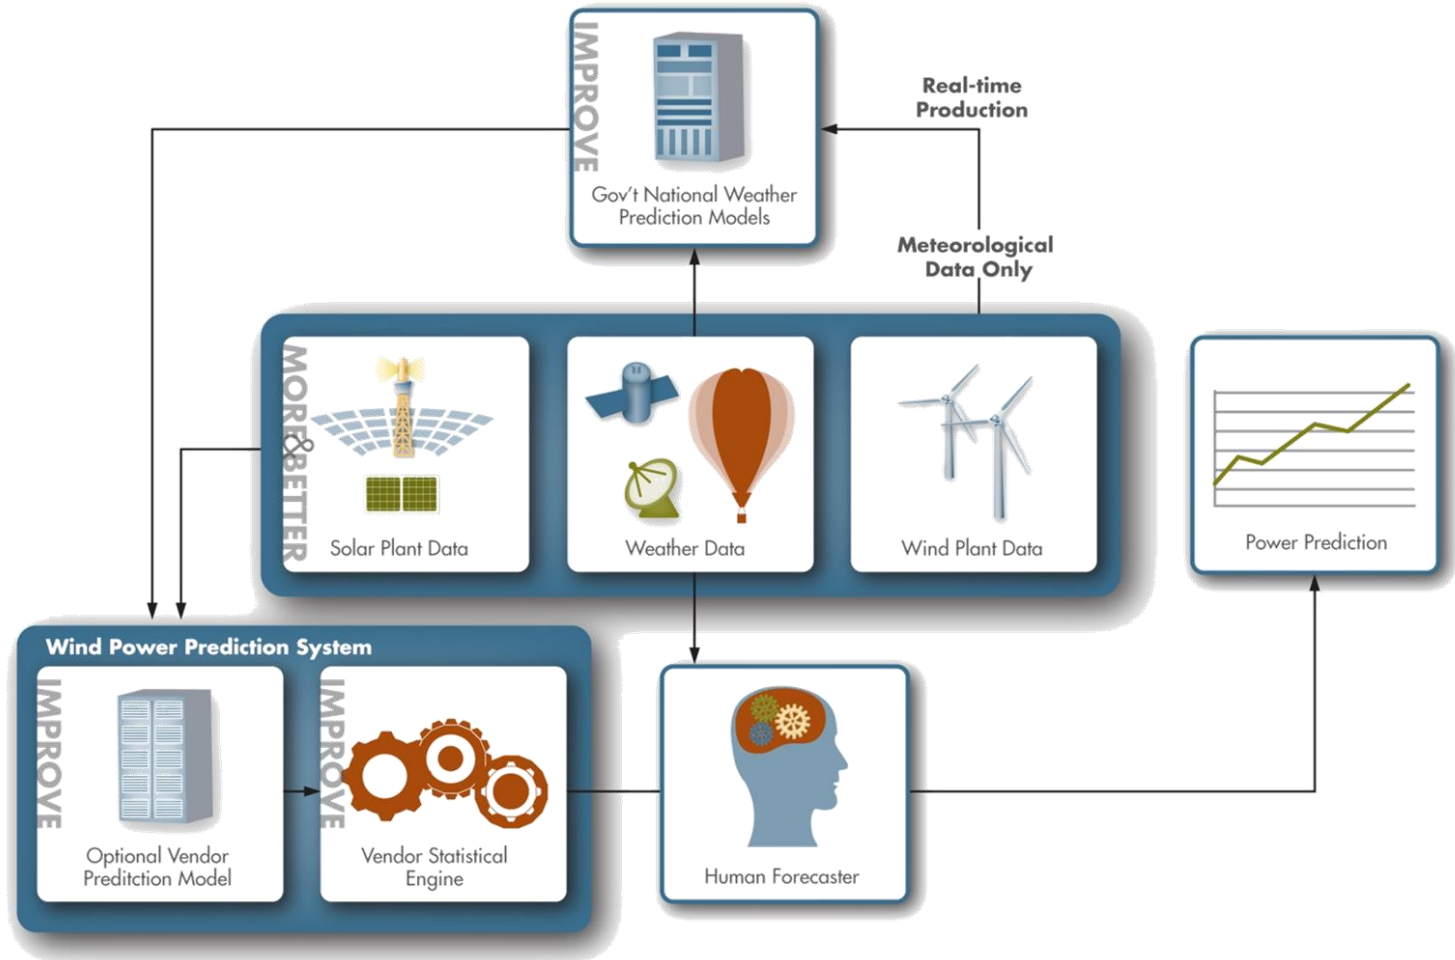 IMPROVE
Gov't National Weather
Prediction Models
Real-time
Production
Meteorological
Data Only
MORE&BETTER
Solar Plant Data
Weather Data
Wind Plant Data
Power Prediction
Wind Power Prediction System
IMPROVE
Optional Vendor
Preditction Model
IMPROVE
Vendor Statistical
Engine
Human Forecaster